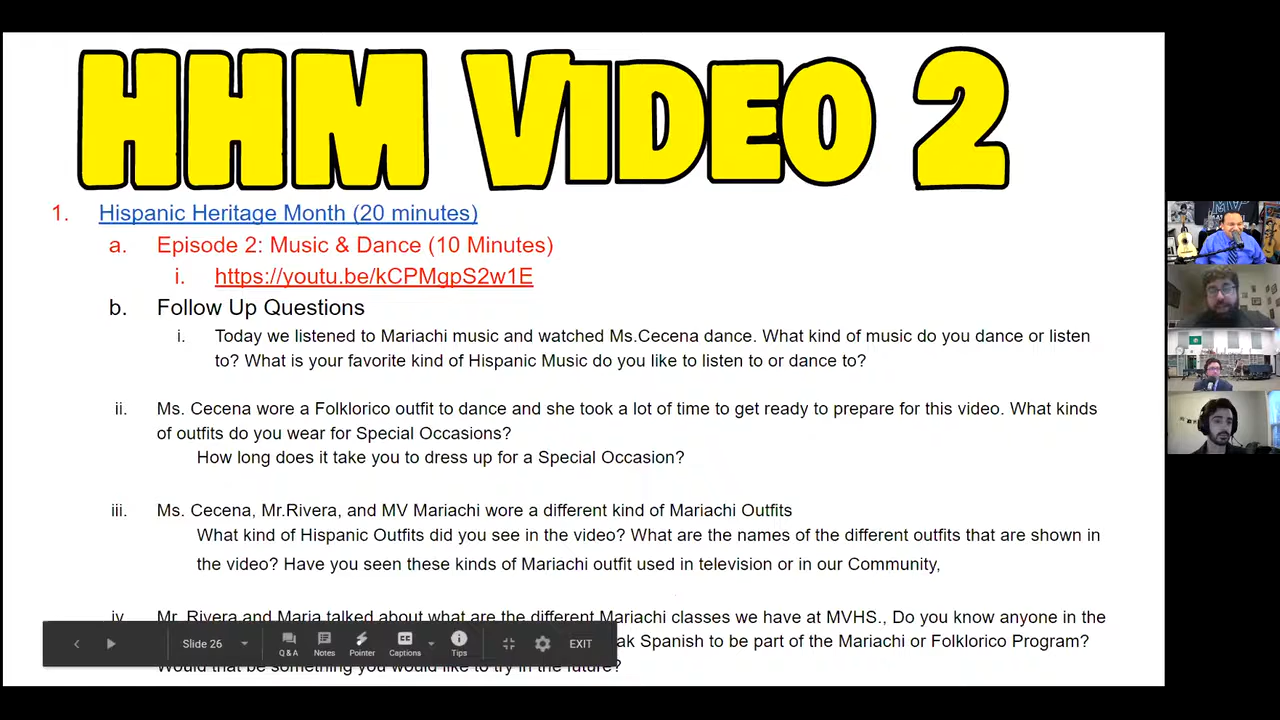 HHM VIDEO 2
1. Hispanic Heritage Month (20 minutes)
a. Episode 2: Music & Dance (10 Minutes)
i. https://youtu.be/kCPMgpS2w1E
b. Follow Up Questions
i. Today we listened to Mariachi music and watched Ms.Cecena dance. What kind of music do you dance or listen
to? What is your favorite kind of Hispanic Music do you like to listen to or dance to?
ii. Ms. Cecena wore a Folklorico outfit to dance and she took a lot of time to get ready to prepare for this video. What kinds
of outfits do you wear for Special Occasions?
How long does it take you to dress up for a Special Occasion?
iii. Ms. Cecena, Mr.Rivera, and MV Mariachi wore a different kind of Mariachi Outfits
What kind of Hispanic Outfits did you see in the video? What are the names of the different outfits that are shown in
the video? Have you seen these kinds of Mariachi outfit used in television or in our Community,
iv. Mr. Rivera and Maria talked about what are the different Mariachi classes we have at MVHS., Do you know anyone in the
Spanish to be part of the Mariachi or Folklorico Program?
Would that be something you would like to try in the future?
Slide 26
Q & A Notes Pointer Captions Tips EXIT